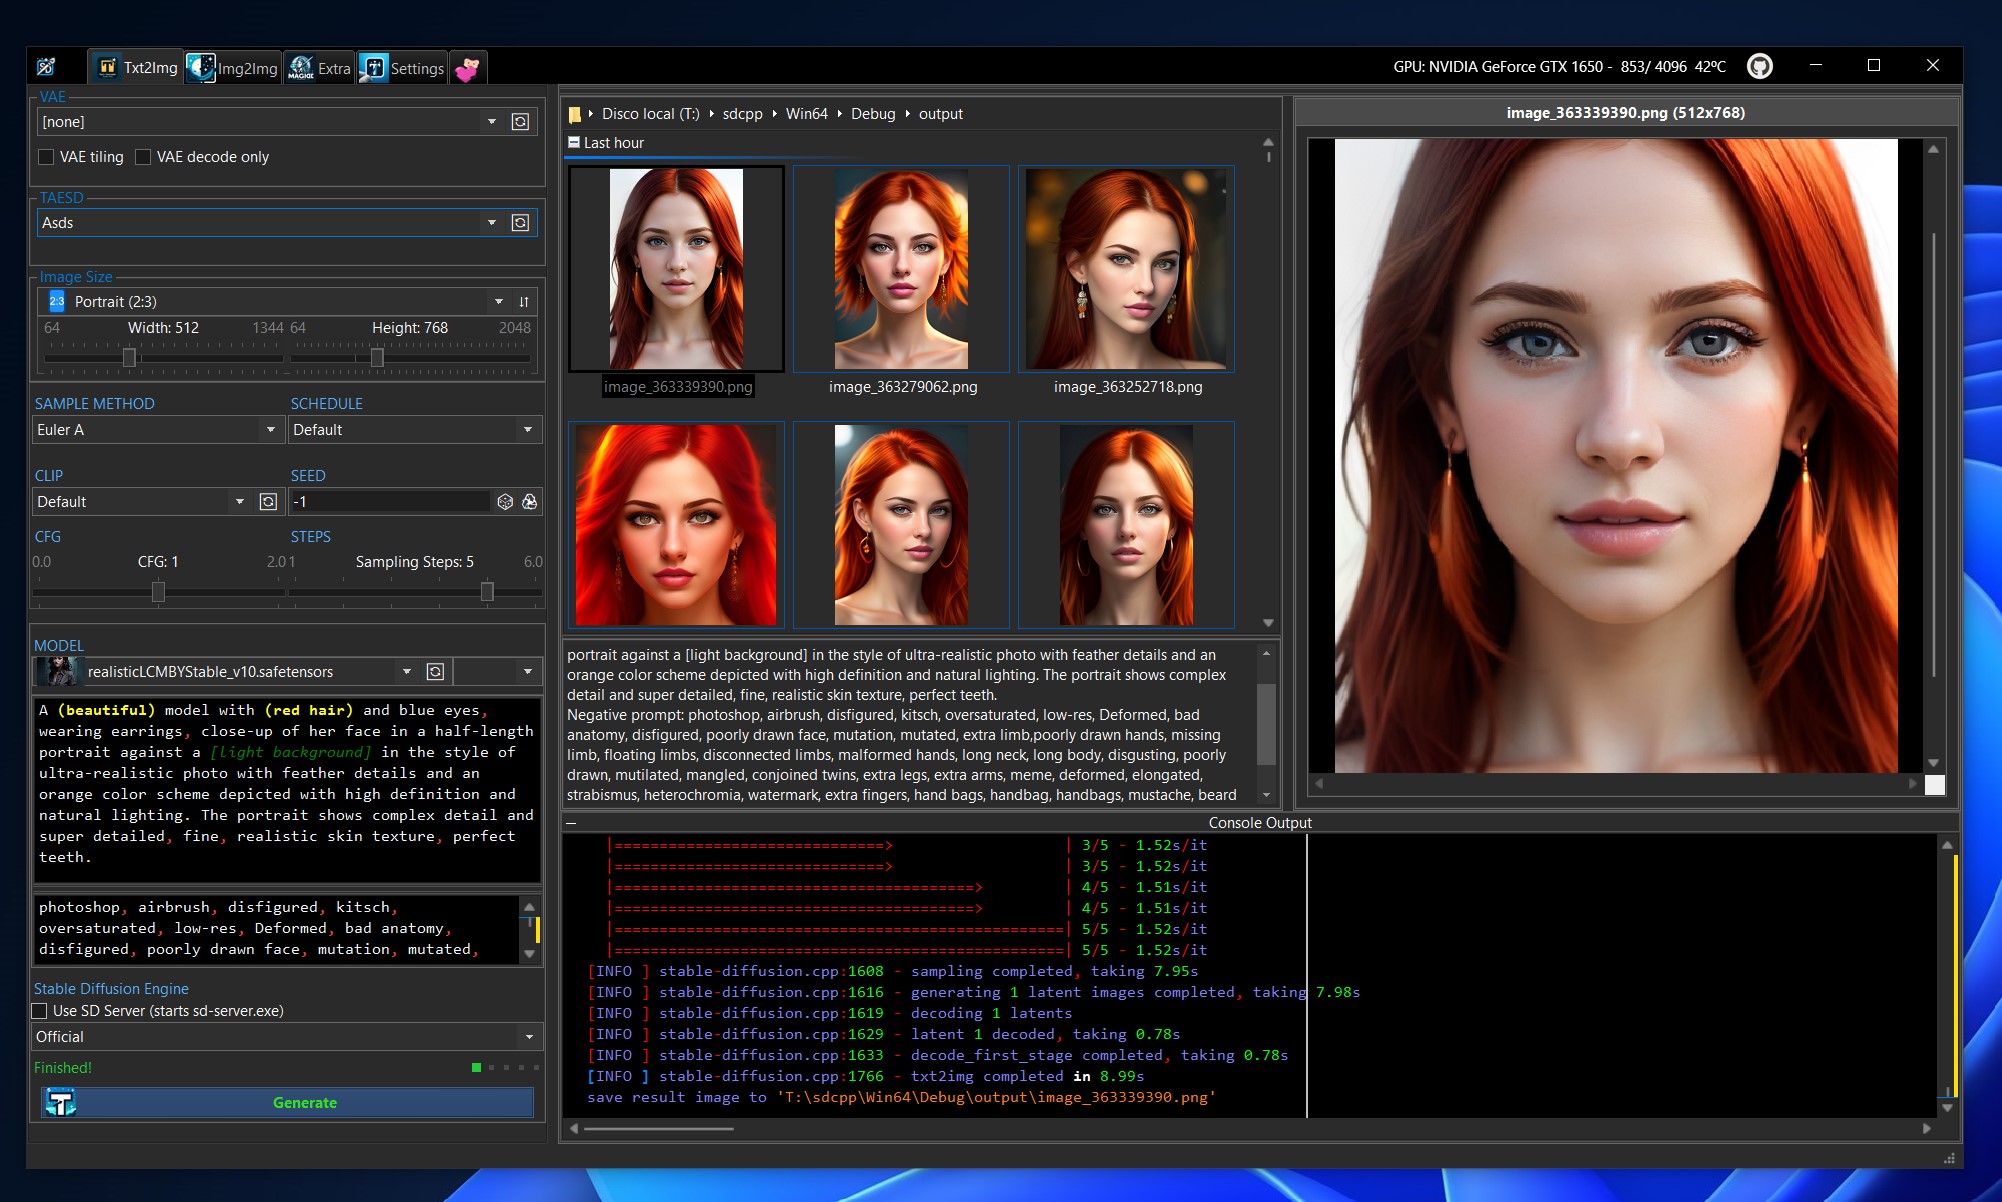 Txt2Img
Img2Img
MAGICK
Extra
Settings
GPU: NVIDIA GeForce GTX 1650 - 853/ 4096 42ºC
VAE
[none]
VAE tiling
VAE decode only
TAESD
Asds
Image Size
2:3
Portrait (2:3)
64 Width: 512 1344
64 Height: 768 2048
SAMPLE METHOD
SCHEDULE
Euler A
Default
CLIP
SEED
Default
-1
CFG
STEPS
0.0 CFG: 1 2.0
1 Sampling Steps: 5 6.0
MODEL
realisticLCMBYStable_v10.safetensors
A (beautiful) model with (red hair) and blue eyes,
wearing earrings, close-up of her face in a half-length
portrait against a [light background] in the style of
ultra-realistic photo with feather details and an
orange color scheme depicted with high definition and
natural lighting. The portrait shows complex detail and
super detailed, fine, realistic skin texture, perfect
teeth.
photoshop, airbrush, disfigured, kitsch,
oversaturated, low-res, Deformed, bad anatomy,
disfigured, poorly drawn face, mutation, mutated,
Stable Diffusion Engine
Use SD Server (starts sd-server.exe)
Official
Finished!
Generate
Disco local (T:)
sdcpp
Win64
Debug
output
Last hour
image_363339390.png
image_363279062.png
image_363252718.png
portrait against a [light background] in the style of ultra-realistic photo with feather details and an
orange color scheme depicted with high definition and natural lighting. The portrait shows complex
detail and super detailed, fine, realistic skin texture, perfect teeth.
Negative prompt: photoshop, airbrush, disfigured, kitsch, oversaturated, low-res, Deformed, bad
anatomy, disfigured, poorly drawn face, mutation, mutated, extra limb,poorly drawn hands, missing
limb, floating limbs, disconnected limbs, malformed hands, long neck, long body, disgusting, poorly
drawn, mutilated, mangled, conjoined twins, extra legs, extra arms, meme, deformed, elongated,
strabismus, heterochromia, watermark, extra fingers, hand bags, handbag, handbags, mustache, beard
image_363339390.png (512x768)
Console Output
|==============================> | 3/5 - 1.52s/it
|==============================> | 3/5 - 1.52s/it
|========================================> | 4/5 - 1.51s/it
|========================================> | 4/5 - 1.51s/it
|==================================================| 5/5 - 1.52s/it
|==================================================| 5/5 - 1.52s/it
[INFO ] stable-diffusion.cpp:1608 - sampling completed, taking 7.95s
[INFO ] stable-diffusion.cpp:1616 - generating 1 latent images completed, taking 7.98s
[INFO ] stable-diffusion.cpp:1619 - decoding 1 latents
[INFO ] stable-diffusion.cpp:1629 - latent 1 decoded, taking 0.78s
[INFO ] stable-diffusion.cpp:1633 - decode_first_stage completed, taking 0.78s
[INFO ] stable-diffusion.cpp:1766 - txt2img completed in 8.99s
save result image to 'T:\sdcpp\Win64\Debug\output\image_363339390.png'